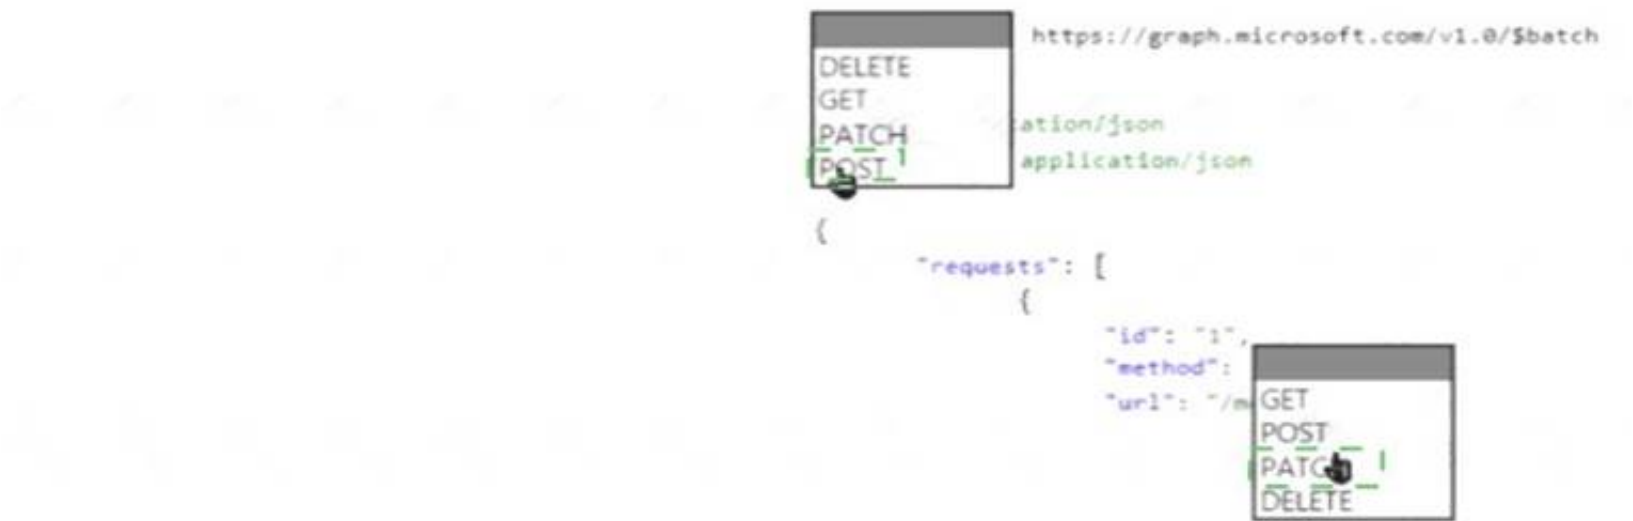 https://graph.microsoft.com/v1.0/$batch
DELETE
GET
PATCH
ation/json
POST
application/json
{
"requests": [
{
"id": "1",
"method":
"url": "/m
GET
POST
PATC
DELETE